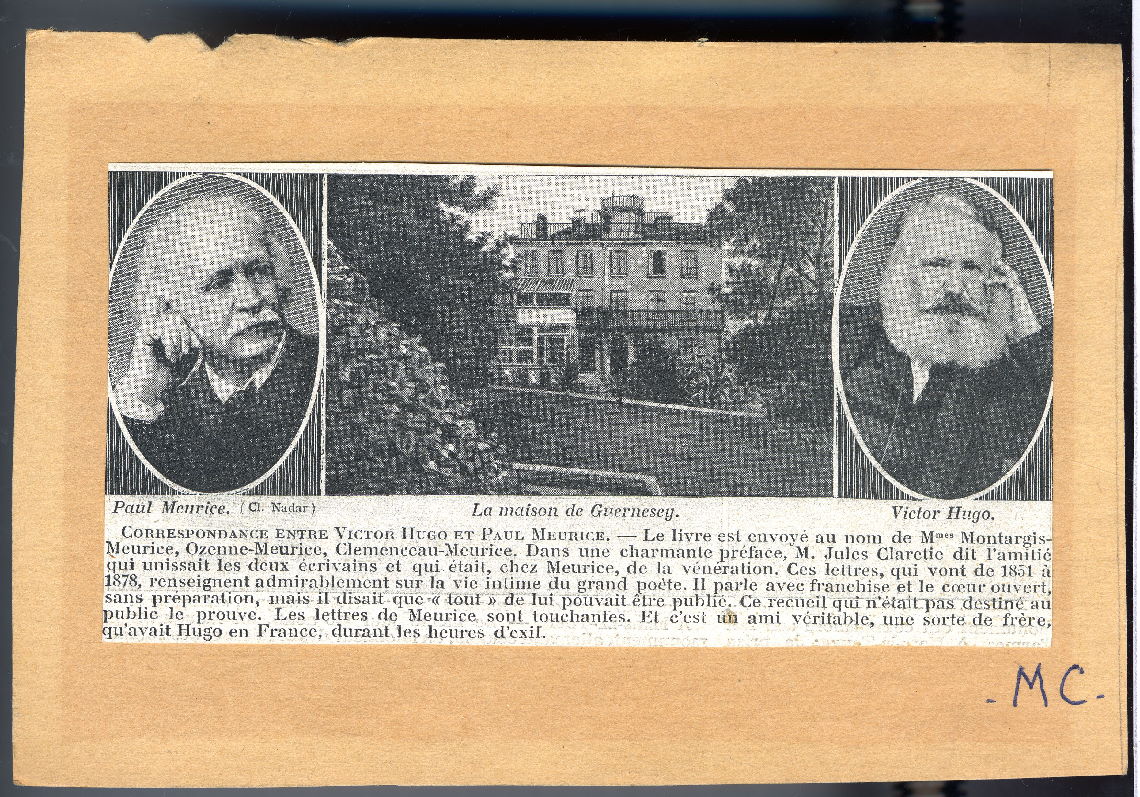 Paul Meurice. (Cl. Nadar)
La maison de Guernesey.
Victor Hugo.
CORRESPONDANCE ENTRE VICTOR HUGO ET PAUL MEURICE. — Le livre est envoyé au nom de Mmes Montargis-
Meurice, Ozenne-Meurice, Clemenceau-Meurice. Dans une charmante préface, M. Jules Claretie dit l'amitié
qui unissait les deux écrivains et qui était, chez Meurice, de la vénération. Ces lettres, qui vont de 1851 à
1878, renseignent admirablement sur la vie intime du grand poète. Il parle avec franchise et le cœur ouvert,
sans préparation, mais il disait que « tout » de lui pouvait être public. Ce recueil qui n'était pas destiné au
public le prouve. Les lettres de Meurice sont touchantes. Et c'est un ami véritable, une sorte de frère,
qu'avait Hugo en France, durant les heures d'exil.
- MC -